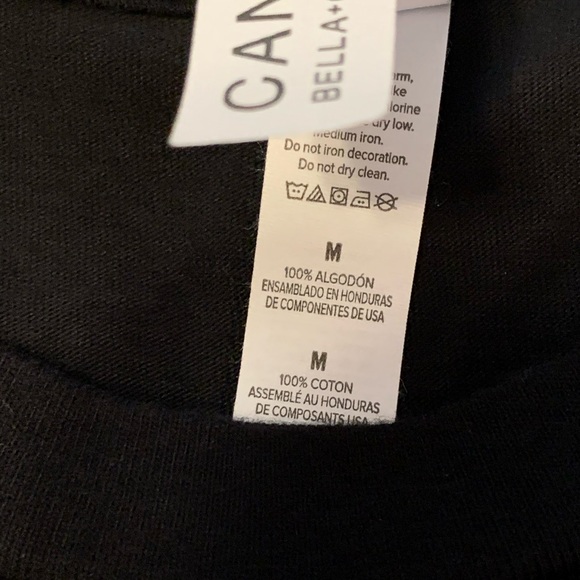 CAN
BELLA+
arm,
ke
lorine
dry low.
medium iron.
Do not iron decoration.
Do not dry clean.
M
100% ALGODÓN
ENSAMBLADO EN HONDURAS
DE COMPONENTES DE USA
M
100% COTON
ASSEMBLÉ AU HONDURAS
DE COMPOSANTS USA